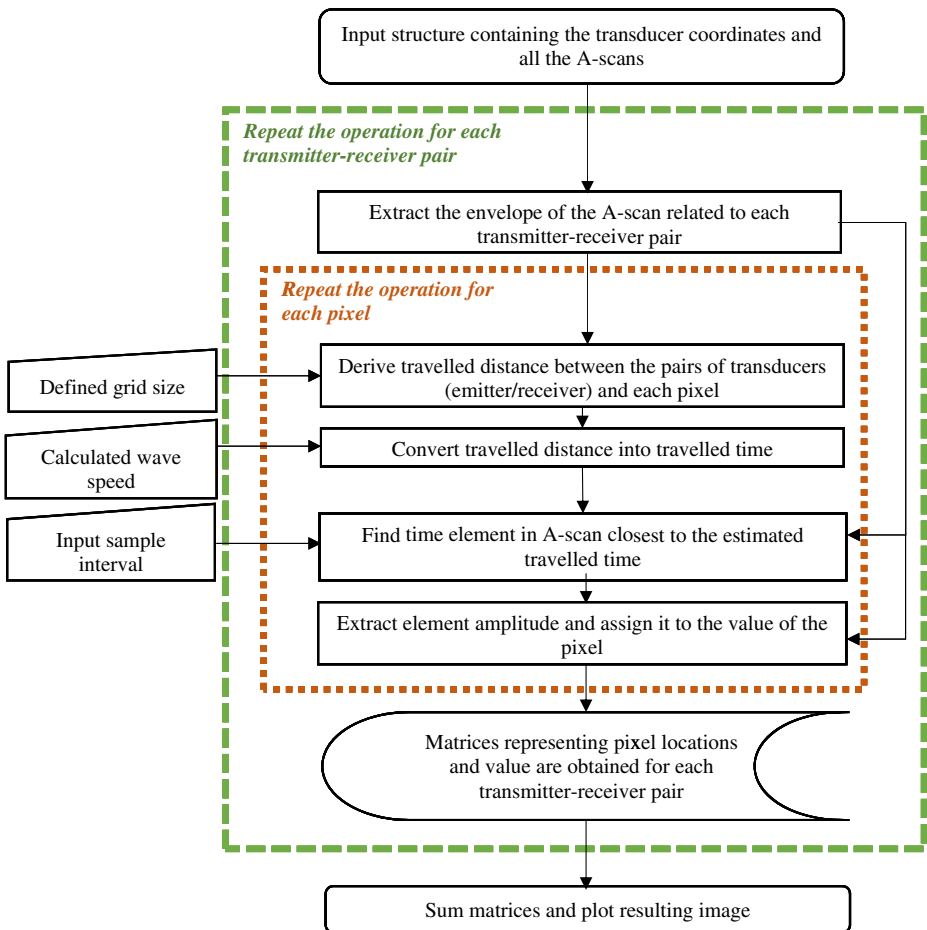 Input structure containing the transducer coordinates and
all the A-scans
Repeat the operation for each
transmitter-receiver pair
Extract the envelope of the A-scan related to each
transmitter-receiver pair
Repeat the operation for
each pixel
Defined grid size
Derive travelled distance between the pairs of transducers
(emitter/receiver) and each pixel
Calculated wave
speed
Convert travelled distance into travelled time
Input sample
interval
Find time element in A-scan closest to the estimated
travelled time
Extract element amplitude and assign it to the value of the
pixel
Matrices representing pixel locations
and value are obtained for each
transmitter-receiver pair
Sum matrices and plot resulting image